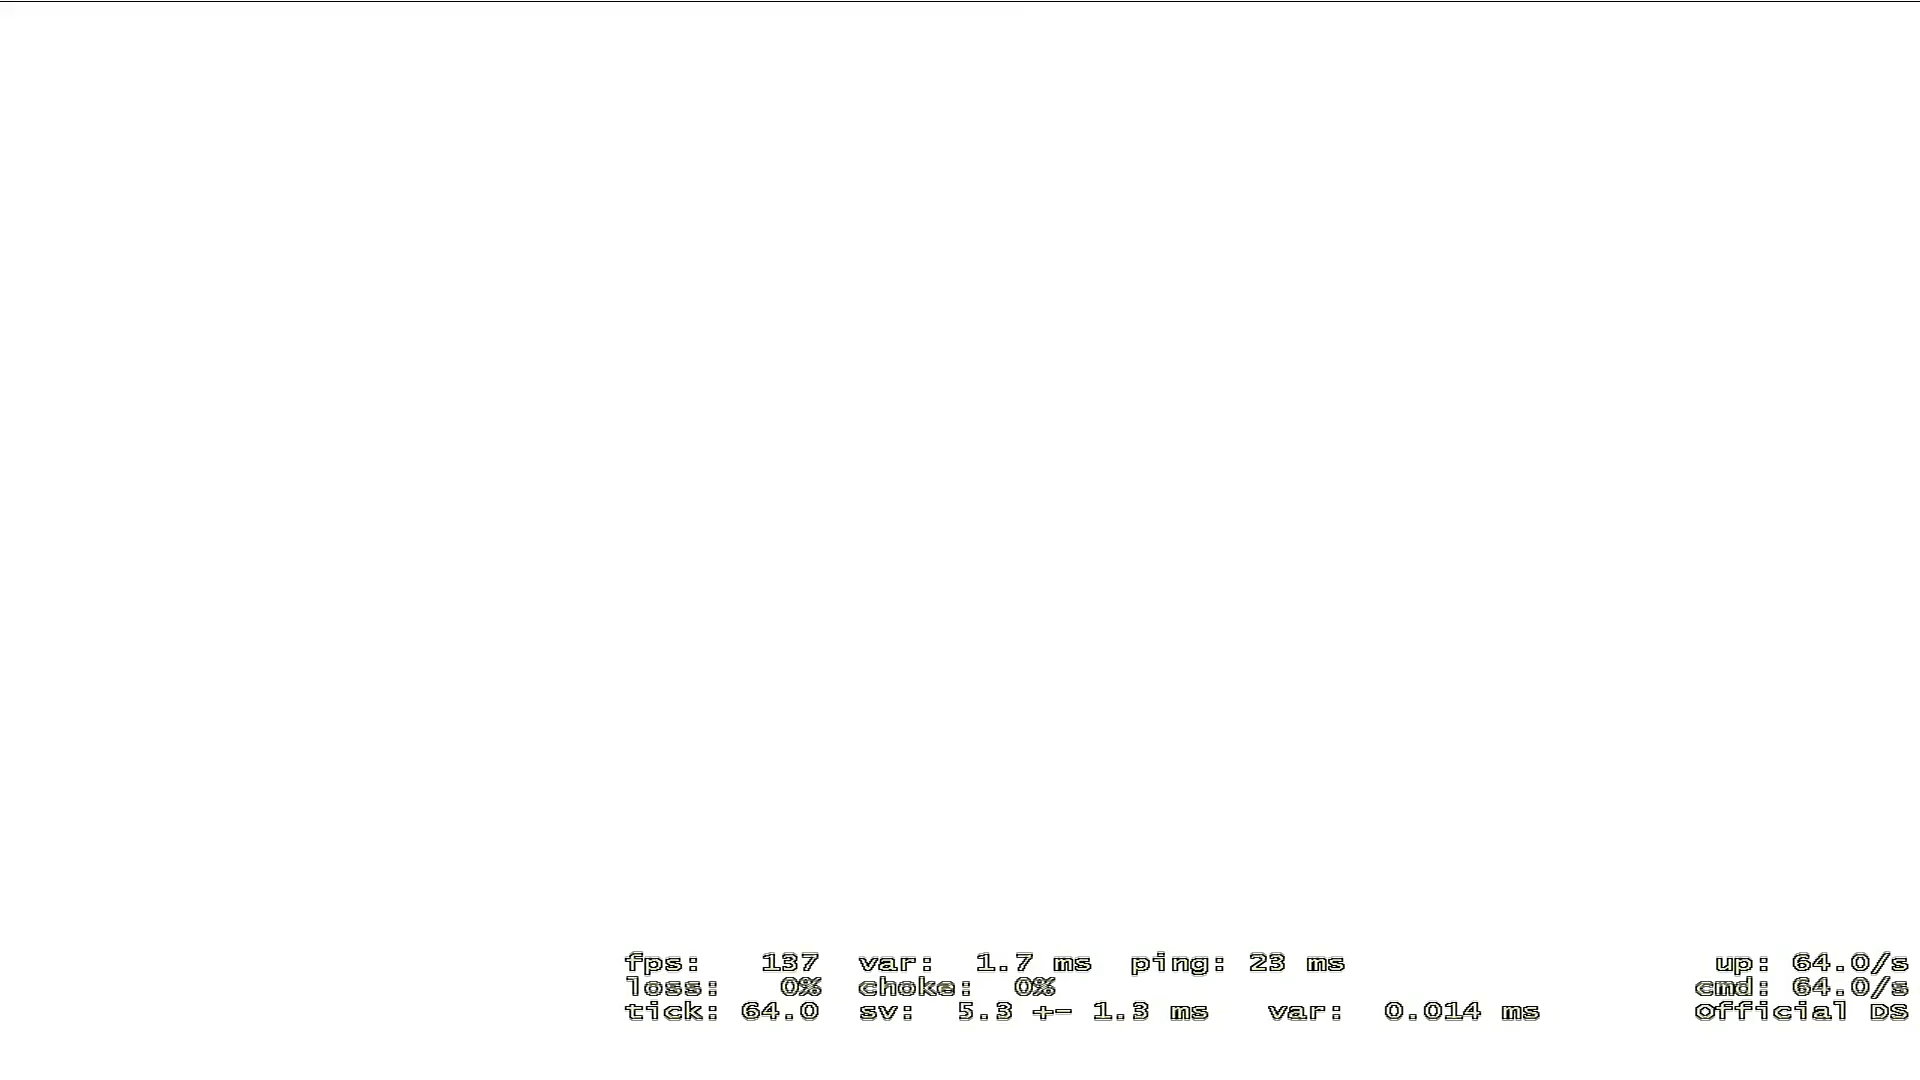 fps: 137 var: 1.7 ms ping: 23 ms up: 64.0/s
loss: 0% choke: 0% cmd: 64.0/s
tick: 64.0 sv: 5.3 +- 1.3 ms var: 0.014 ms Official DS